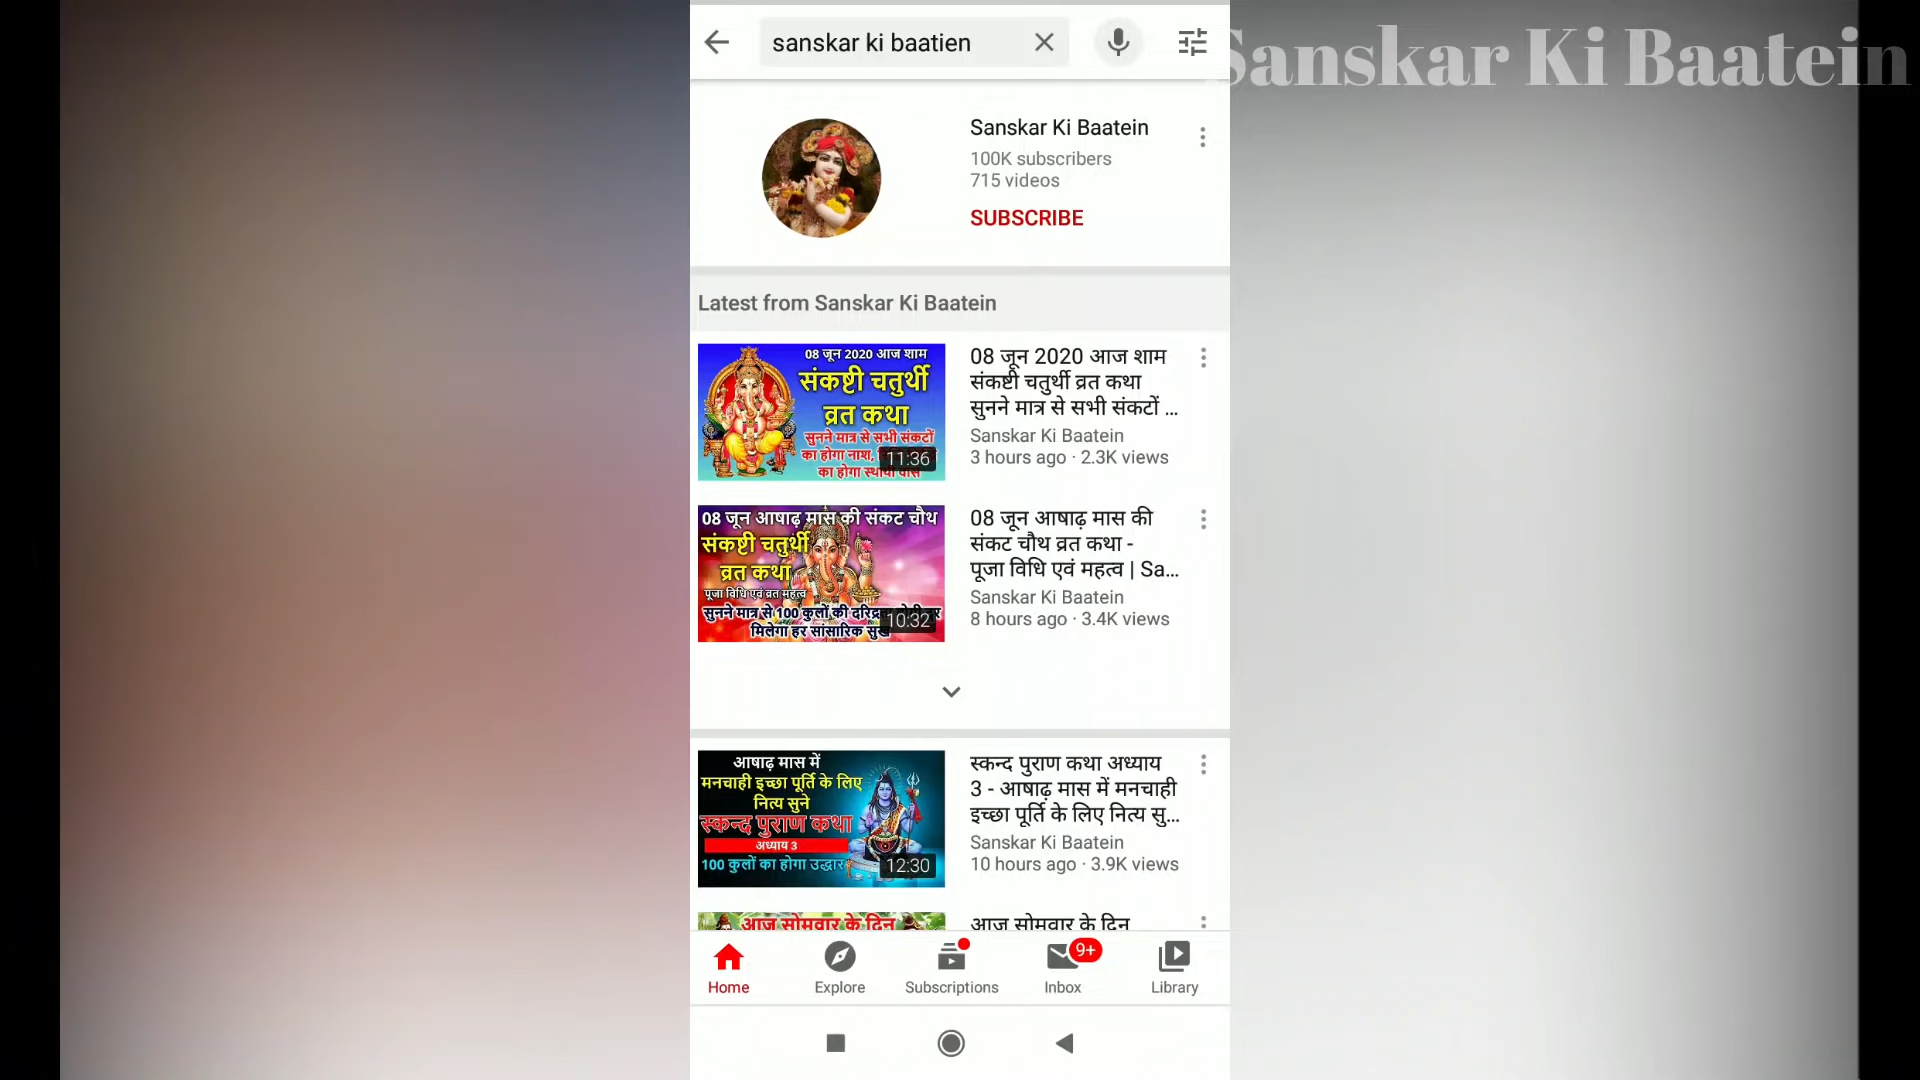 sanskar ki baatien
Sanskar Ki Baatein
Sanskar Ki Baatein
100K subscribers
715 videos
SUBSCRIBE
Latest from Sanskar Ki Baatein
08 जून 2020 आज शाम
संकष्टी चतुर्थी
व्रत कथा
सुनने मात्र से सभी संकटों
का होगा नाश,
का होगा स्थायी वास
11:36
08 जून 2020 आज शाम
संकष्टी चतुर्थी व्रत कथा
सुनने मात्र से सभी संकटों ...
Sanskar Ki Baatein
3 hours ago · 2.3K views
08 जून आषाढ़ मास की संकट चौथ
संकष्टी चतुर्थी
व्रत कथा
पूजा विधि एवं व्रत महत्व
सुनने मात्र से 100 कुलों की
मिलेगा हर सांसारिक सुख
10:32
08 जून आषाढ़ मास की
संकट चौथ व्रत कथा -
पूजा विधि एवं महत्व | Sa...
Sanskar Ki Baatein
8 hours ago · 3.4K views
आषाढ़ मास में
मनचाही इच्छा पूर्ति के लिए
नित्य सुने
स्कन्द पुराण कथा
अध्याय 3
100 कुलों का होगा उद्धार
12:30
स्कन्द पुराण कथा अध्याय
3 - आषाढ़ मास में मनचाही
इच्छा पूर्ति के लिए नित्य सु...
Sanskar Ki Baatein
10 hours ago · 3.9K views
आज सोमवार के दिन
आज सोमवार के दिन
9+
Home
Explore
Subscriptions
Inbox
Library